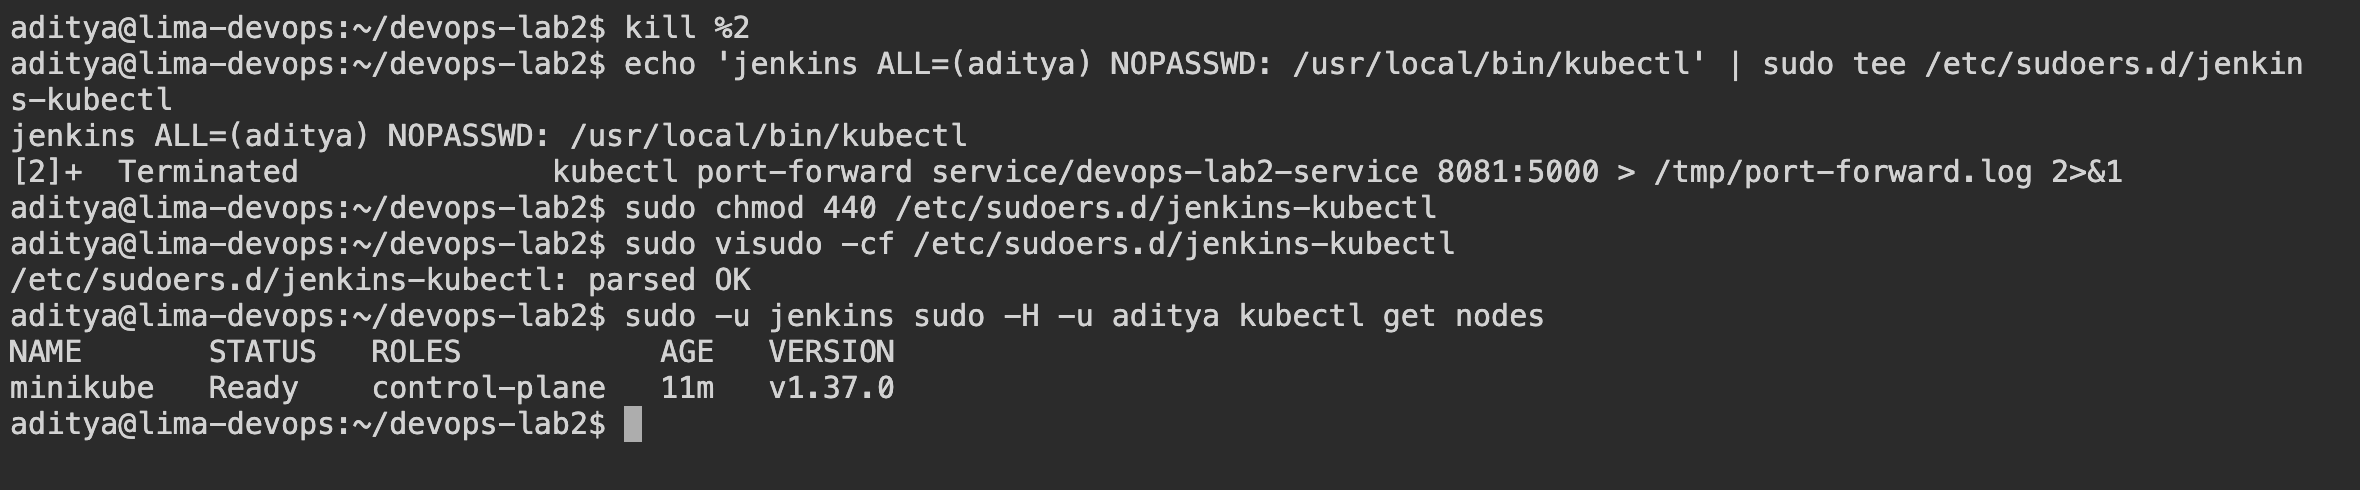 aditya@lima-devops:~/devops-lab2$ kill %2
aditya@lima-devops:~/devops-lab2$ echo 'jenkins ALL=(aditya) NOPASSWD: /usr/local/bin/kubectl' | sudo tee /etc/sudoers.d/jenkin
s-kubectl
jenkins ALL=(aditya) NOPASSWD: /usr/local/bin/kubectl
[2]+  Terminated              kubectl port-forward service/devops-lab2-service 8081:5000 > /tmp/port-forward.log 2>&1
aditya@lima-devops:~/devops-lab2$ sudo chmod 440 /etc/sudoers.d/jenkins-kubectl
aditya@lima-devops:~/devops-lab2$ sudo visudo -cf /etc/sudoers.d/jenkins-kubectl
/etc/sudoers.d/jenkins-kubectl: parsed OK
aditya@lima-devops:~/devops-lab2$ sudo -u jenkins sudo -H -u aditya kubectl get nodes
NAME       STATUS   ROLES           AGE   VERSION
minikube   Ready    control-plane   11m   v1.37.0
aditya@lima-devops:~/devops-lab2$